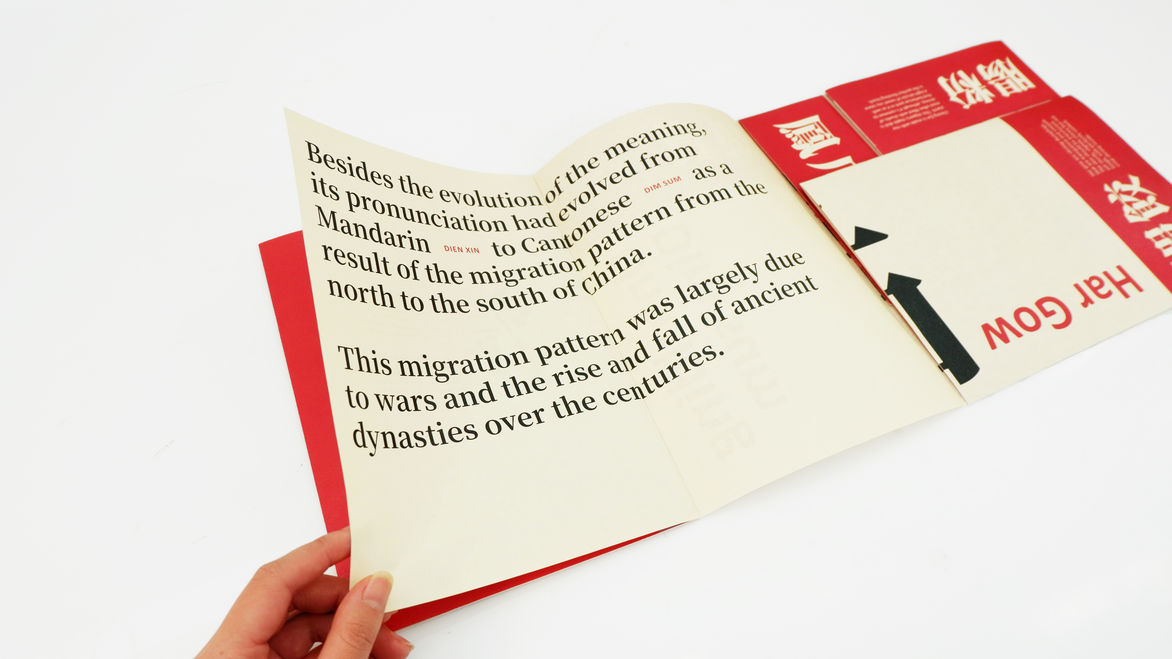 Besides the evolution of the meaning,
its pronunciation had evolved from
Mandarin DIEN XIN to Cantonese DIM SUM as a
result of the migration pattern from the
north to the south of China.
This migration pattern was largely due
to wars and the rise and fall of ancient
dynasties over the centuries.
Har Gow
腸粉